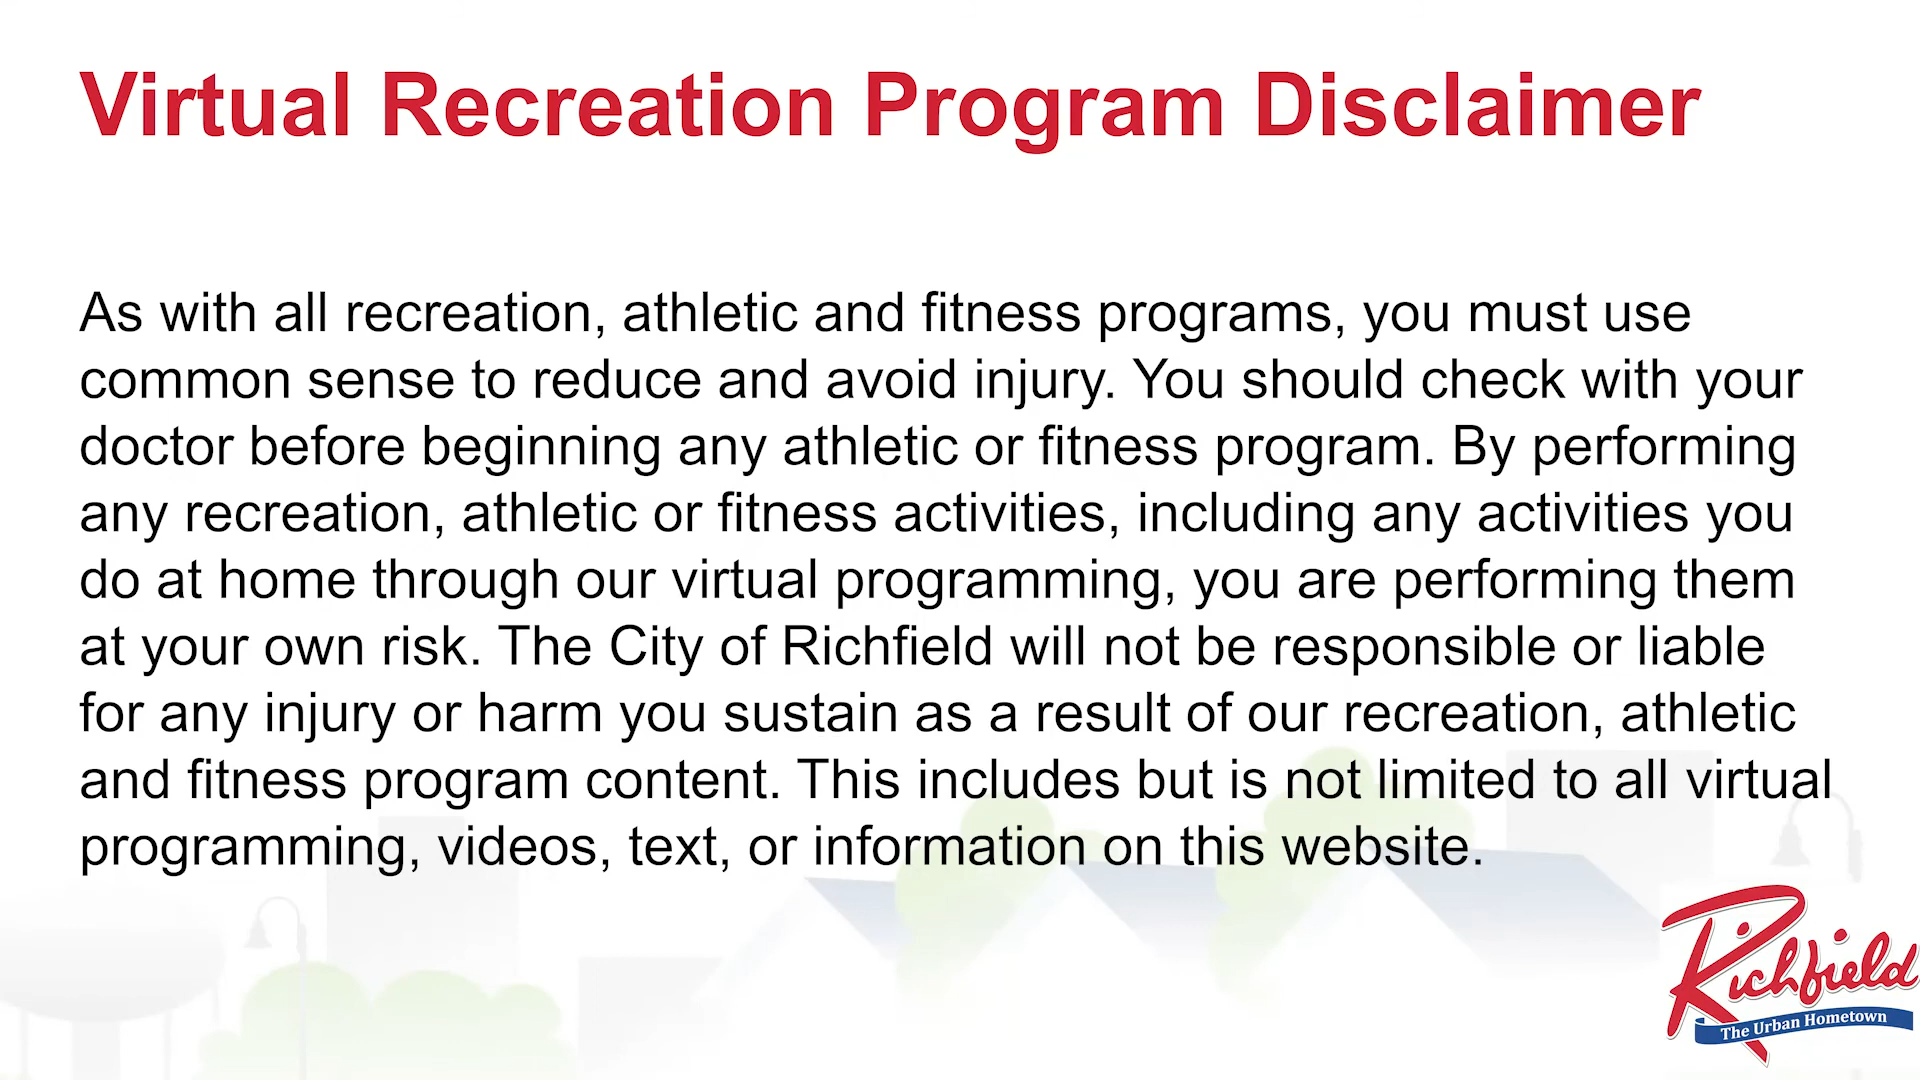 Virtual Recreation Program Disclaimer
As with all recreation, athletic and fitness programs, you must use
common sense to reduce and avoid injury. You should check with your
doctor before beginning any athletic or fitness program. By performing
any recreation, athletic or fitness activities, including any activities you
do at home through our virtual programming, you are performing them
at your own risk. The City of Richfield will not be responsible or liable
for any injury or harm you sustain as a result of our recreation, athletic
and fitness program content. This includes but is not limited to all virtual
programming, videos, text, or information on this website.
Richfield
The Urban Hometown